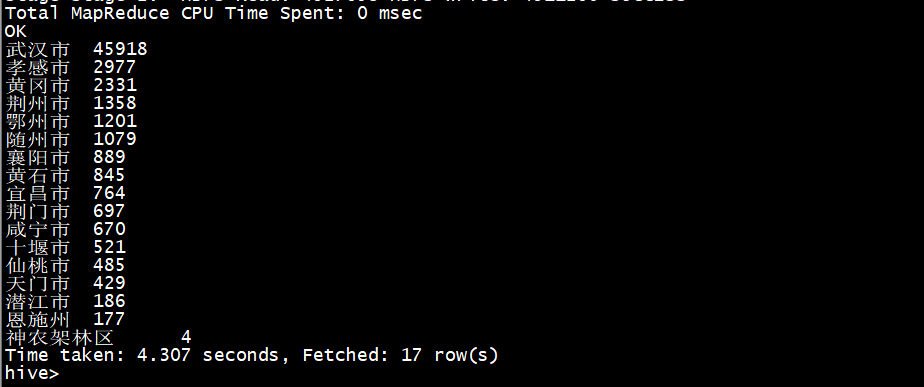 Total MapReduce CPU Time Spent: 0 msec
OK
武汉市 45918
孝感市 2977
黄冈市 2331
荆州市 1358
鄂州市 1201
随州市 1079
襄阳市 889
黄石市 845
宜昌市 764
荆门市 697
咸宁市 670
十堰市 521
仙桃市 485
天门市 429
潜江市 186
恩施州 177
神农架林区 4
Time taken: 4.307 seconds, Fetched: 17 row(s)
hive>